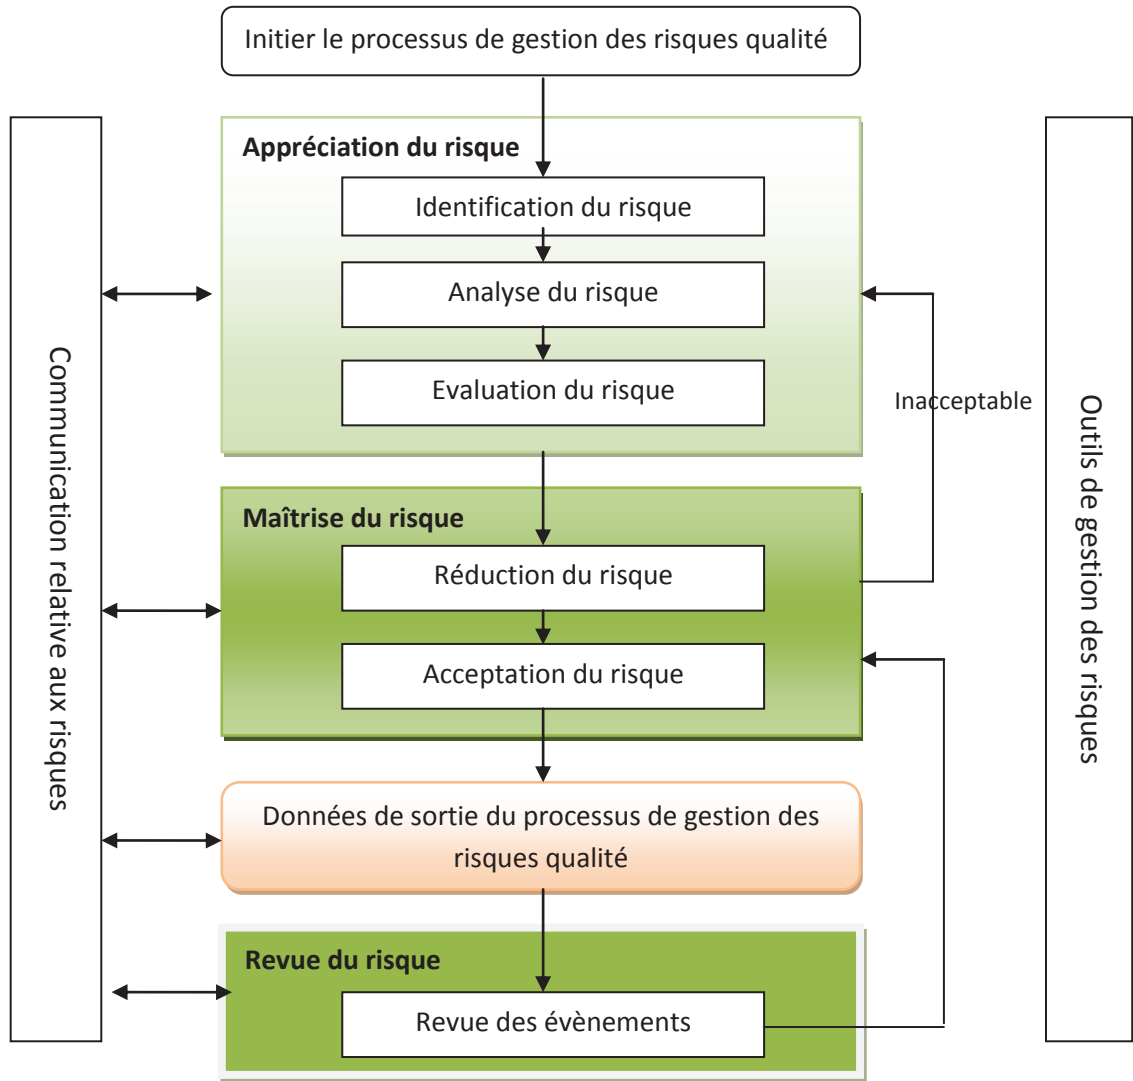 Initier le processus de gestion des risques qualité
Appréciation du risque
Identification du risque
Analyse du risque
Evaluation du risque
Inacceptable
Maîtrise du risque
Réduction du risque
Acceptation du risque
Données de sortie du processus de gestion des
risques qualité
Revue du risque
Revue des évènements
Communication relative aux risques
Outils de gestion des risques